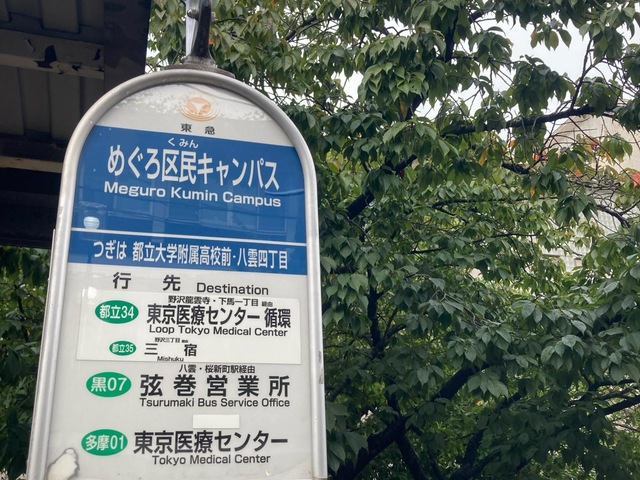 東急
くみん
めぐろ区民キャンパス
Meguro Kumin Campus
つぎは 都立大学附属高校前・八雲四丁目
行先 Destination
野沢龍雲寺・下馬一丁目 経由
都立34 東京医療センター 循環
Loop Tokyo Medical Center
野沢三丁目 経由
都立35 三宿
Mishuku
八雲・桜新町駅経由
黒07 弦巻営業所
Tsurumaki Bus Service Office
多摩01 東京医療センター
Tokyo Medical Center